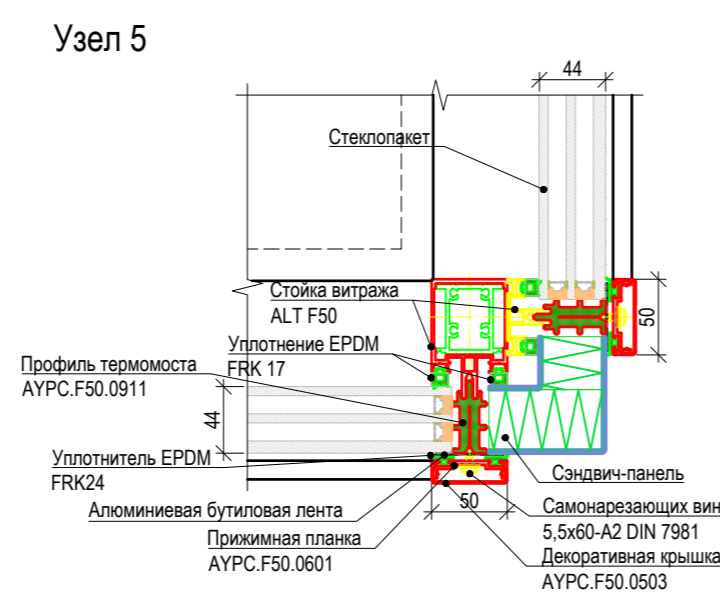 Узел 5
44
Стеклопакет
Стойка витража
ALT F50
50
Уплотнение EPDM
FRK 17
Профиль термомоста
AYPC.F50.0911
44
Уплотнитель EPDM
FRK24
Сэндвич-панель
Алюминиевая бутиловая лента
50
Самонарезающих вин
5,5х60-А2 DIN 7981
Прижимная планка
AYPC.F50.0601
Декоративная крышка
AYPC.F50.0503